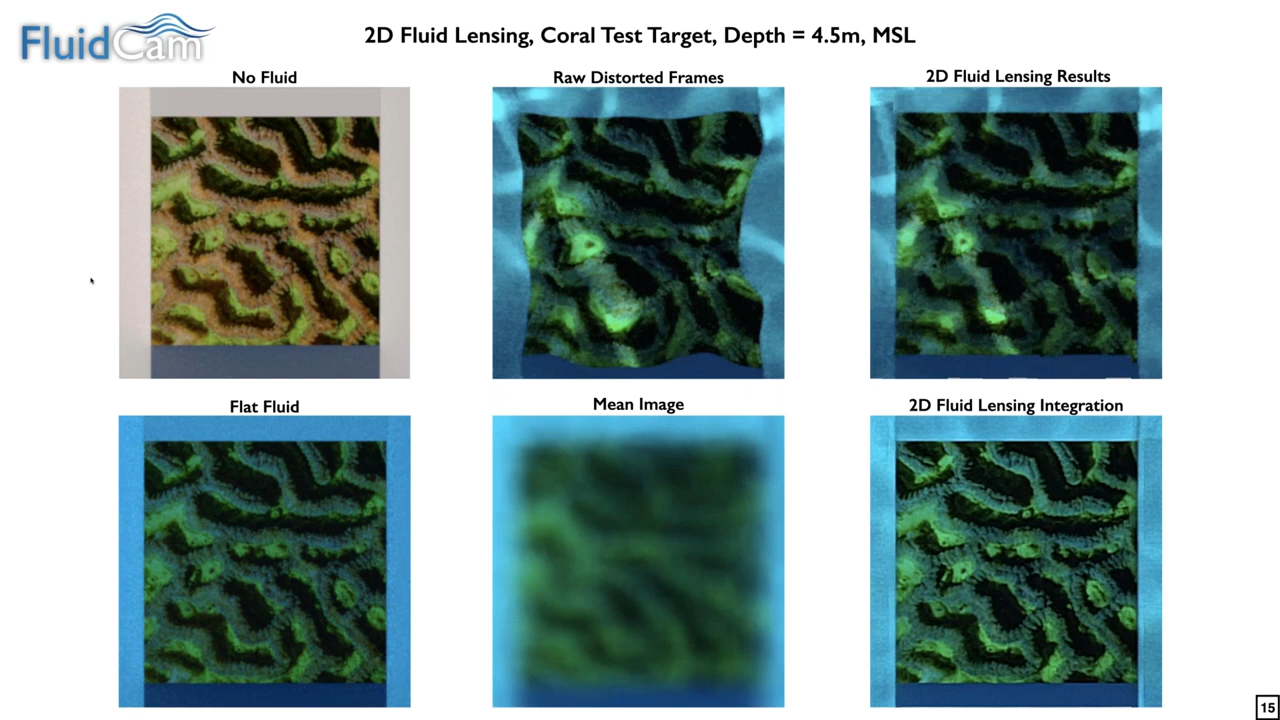 FluidCam
2D Fluid Lensing, Coral Test Target, Depth = 4.5m, MSL
No Fluid
Raw Distorted Frames
2D Fluid Lensing Results
Flat Fluid
Mean Image
2D Fluid Lensing Integration
15